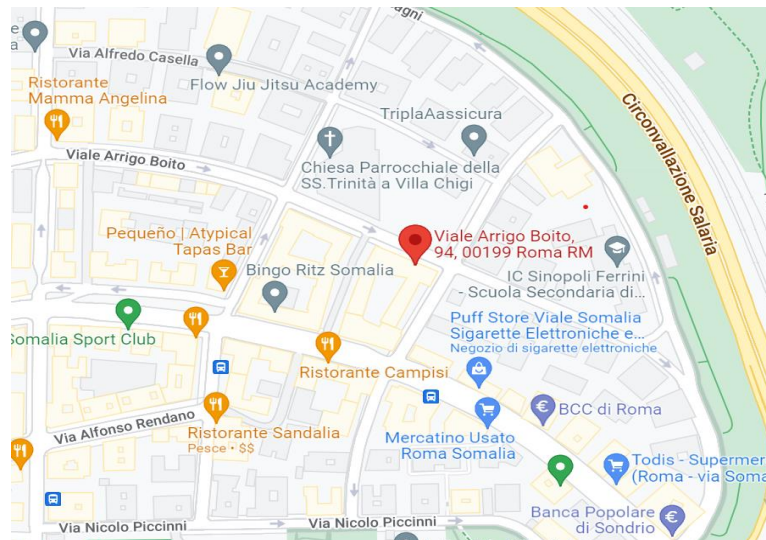 Via Alfredo Casella
Flow Jiu Jitsu Academy
Ristorante
Mamma Angelina
TriplaAassicura
Circonvallazione Salaria
Viale Arrigo Boito
Chiesa Parrocchiale della
SS.Trinità a Villa Chigi
Pequeño | Atypical
Tapas Bar
Viale Arrigo Boito,
94, 00199 Roma RM
Bingo Ritz Somalia
IC Sinopoli Ferrini
- Scuola Secondaria di...
Somalia Sport Club
Puff Store Viale Somalia
Sigarette Elettroniche e...
Negozio di sigarette elettroniche
Ristorante Campisi
BCC di Roma
Via Alfonso Rendano
Ristorante Sandalia
Pesce • $$
Mercatino Usato
Roma Somalia
Todis - Supermer
(Roma - via Soma
Banca Popolare
di Sondrio
Via Nicolo Piccinni
Via Nicolo Piccinni